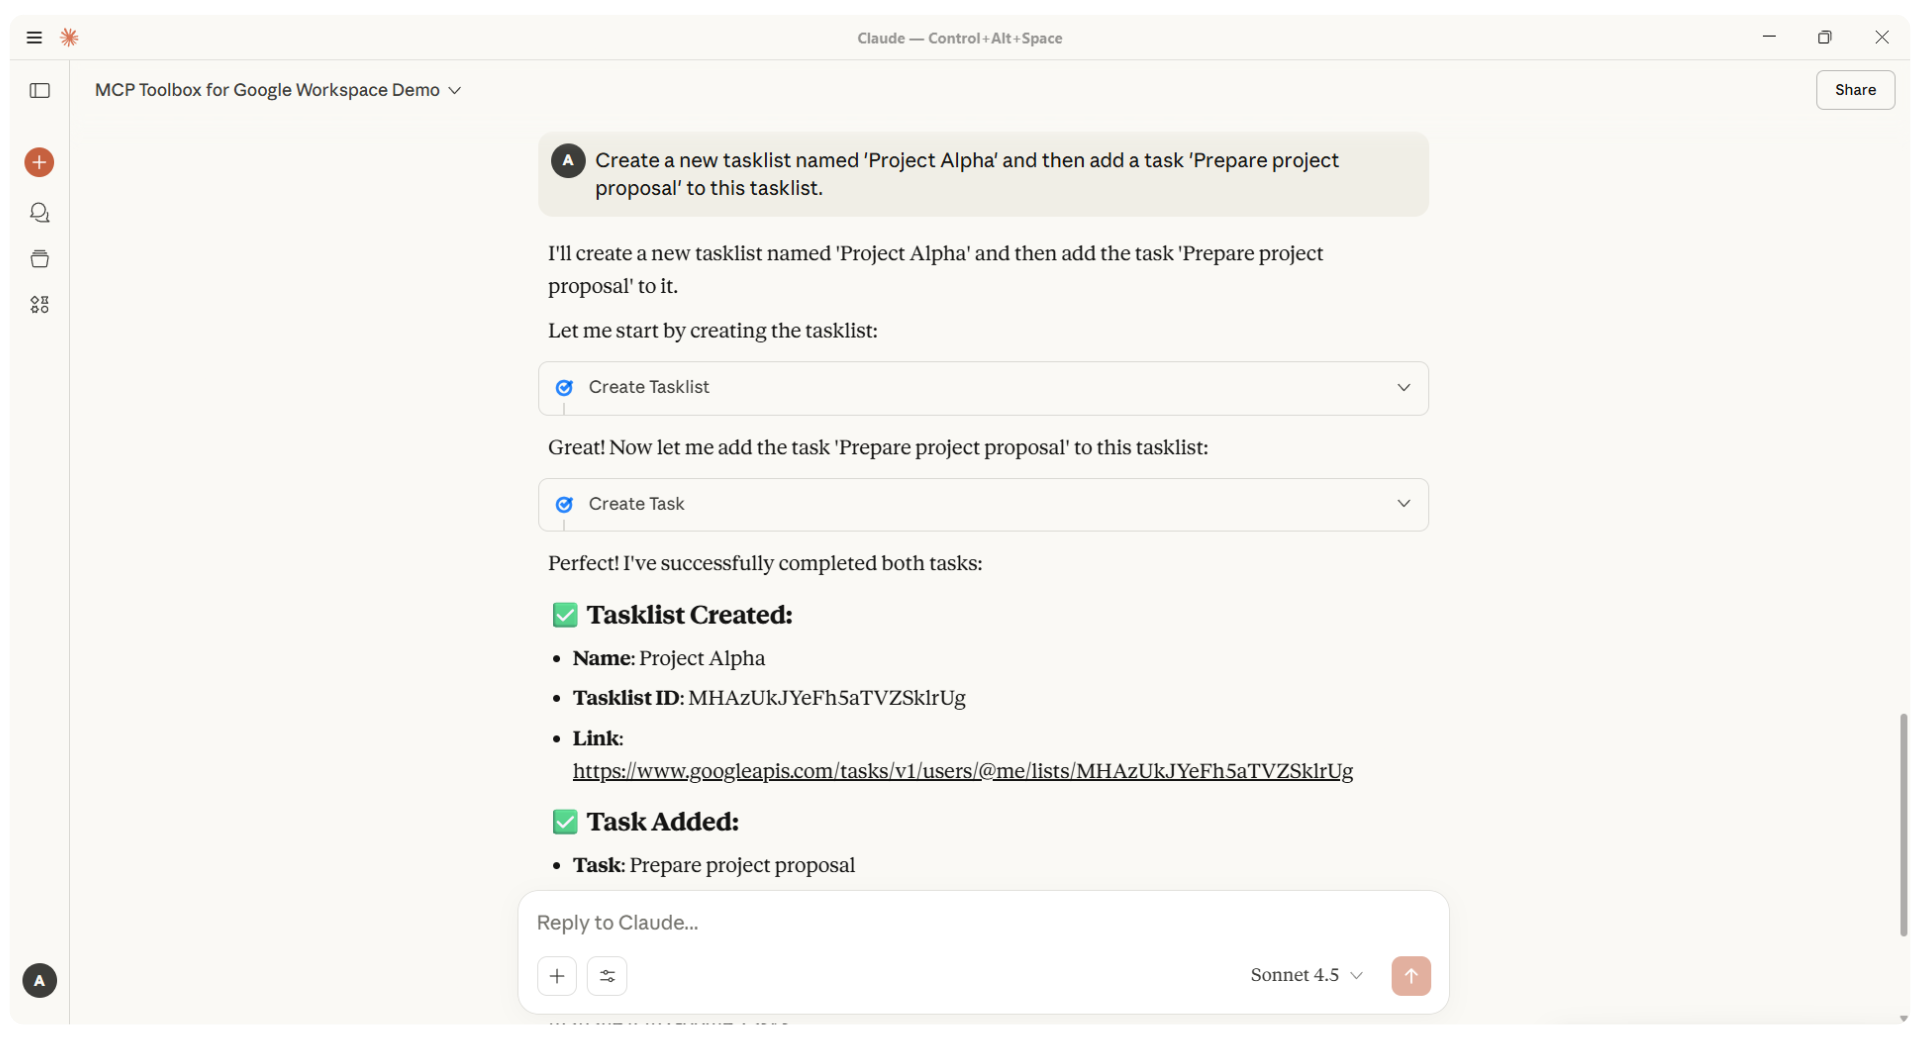 Claude — Control+Alt+Space
MCP Toolbox for Google Workspace Demo
Share
A
Create a new tasklist named 'Project Alpha' and then add a task 'Prepare project
proposal' to this tasklist.
I'll create a new tasklist named 'Project Alpha' and then add the task 'Prepare project
proposal' to it.
Let me start by creating the tasklist:
Create Tasklist
Great! Now let me add the task 'Prepare project proposal' to this tasklist:
Create Task
Perfect! I've successfully completed both tasks:
✅ Tasklist Created:
• Name: Project Alpha
• Tasklist ID: MHAzUkJYeFh5aTVZSklrUg
• Link:
https://www.googleapis.com/tasks/v1/users/@me/lists/MHAzUkJYeFh5aTVZSklrUg
✅ Task Added:
• Task: Prepare project proposal
Reply to Claude...
Sonnet 4.5
A